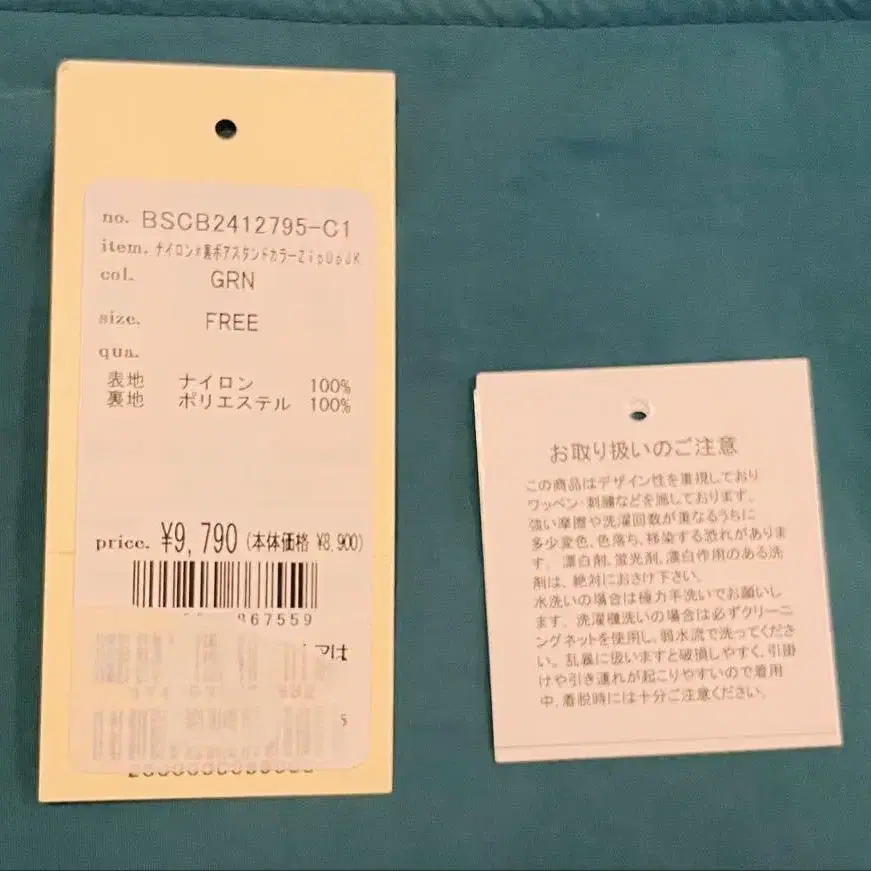 no. BSCB2412795-C1
item. ナイロン×裏ボアスタンドカラーZipUpJK
col. GRN
size. FREE
qua.
表地 ナイロン 100%
裏地 ポリエステル 100%
price. ¥9,790 (本体価格 ¥8,900)
867559
は
お取り扱いのご注意
この商品はデザイン性を重視しており
ワッペン・刺繍などを施しております。
強い摩擦や洗濯回数が重なるうちに
多少変色、色落ち、移染する恐れがありま
す。漂白剤、蛍光剤、漂白作用のある洗
剤は、絶対におさけ下さい。
水洗いの場合は極力手洗いでお願いし
ます。洗濯機洗いの場合は必ずクリーニ
ングネットを使用し、弱水流で洗ってくださ
い。乱暴に扱いますと破損しやすく、引掛
けや引き連れが起こりやすいので着用
中、着脱時には十分ご注意ください。